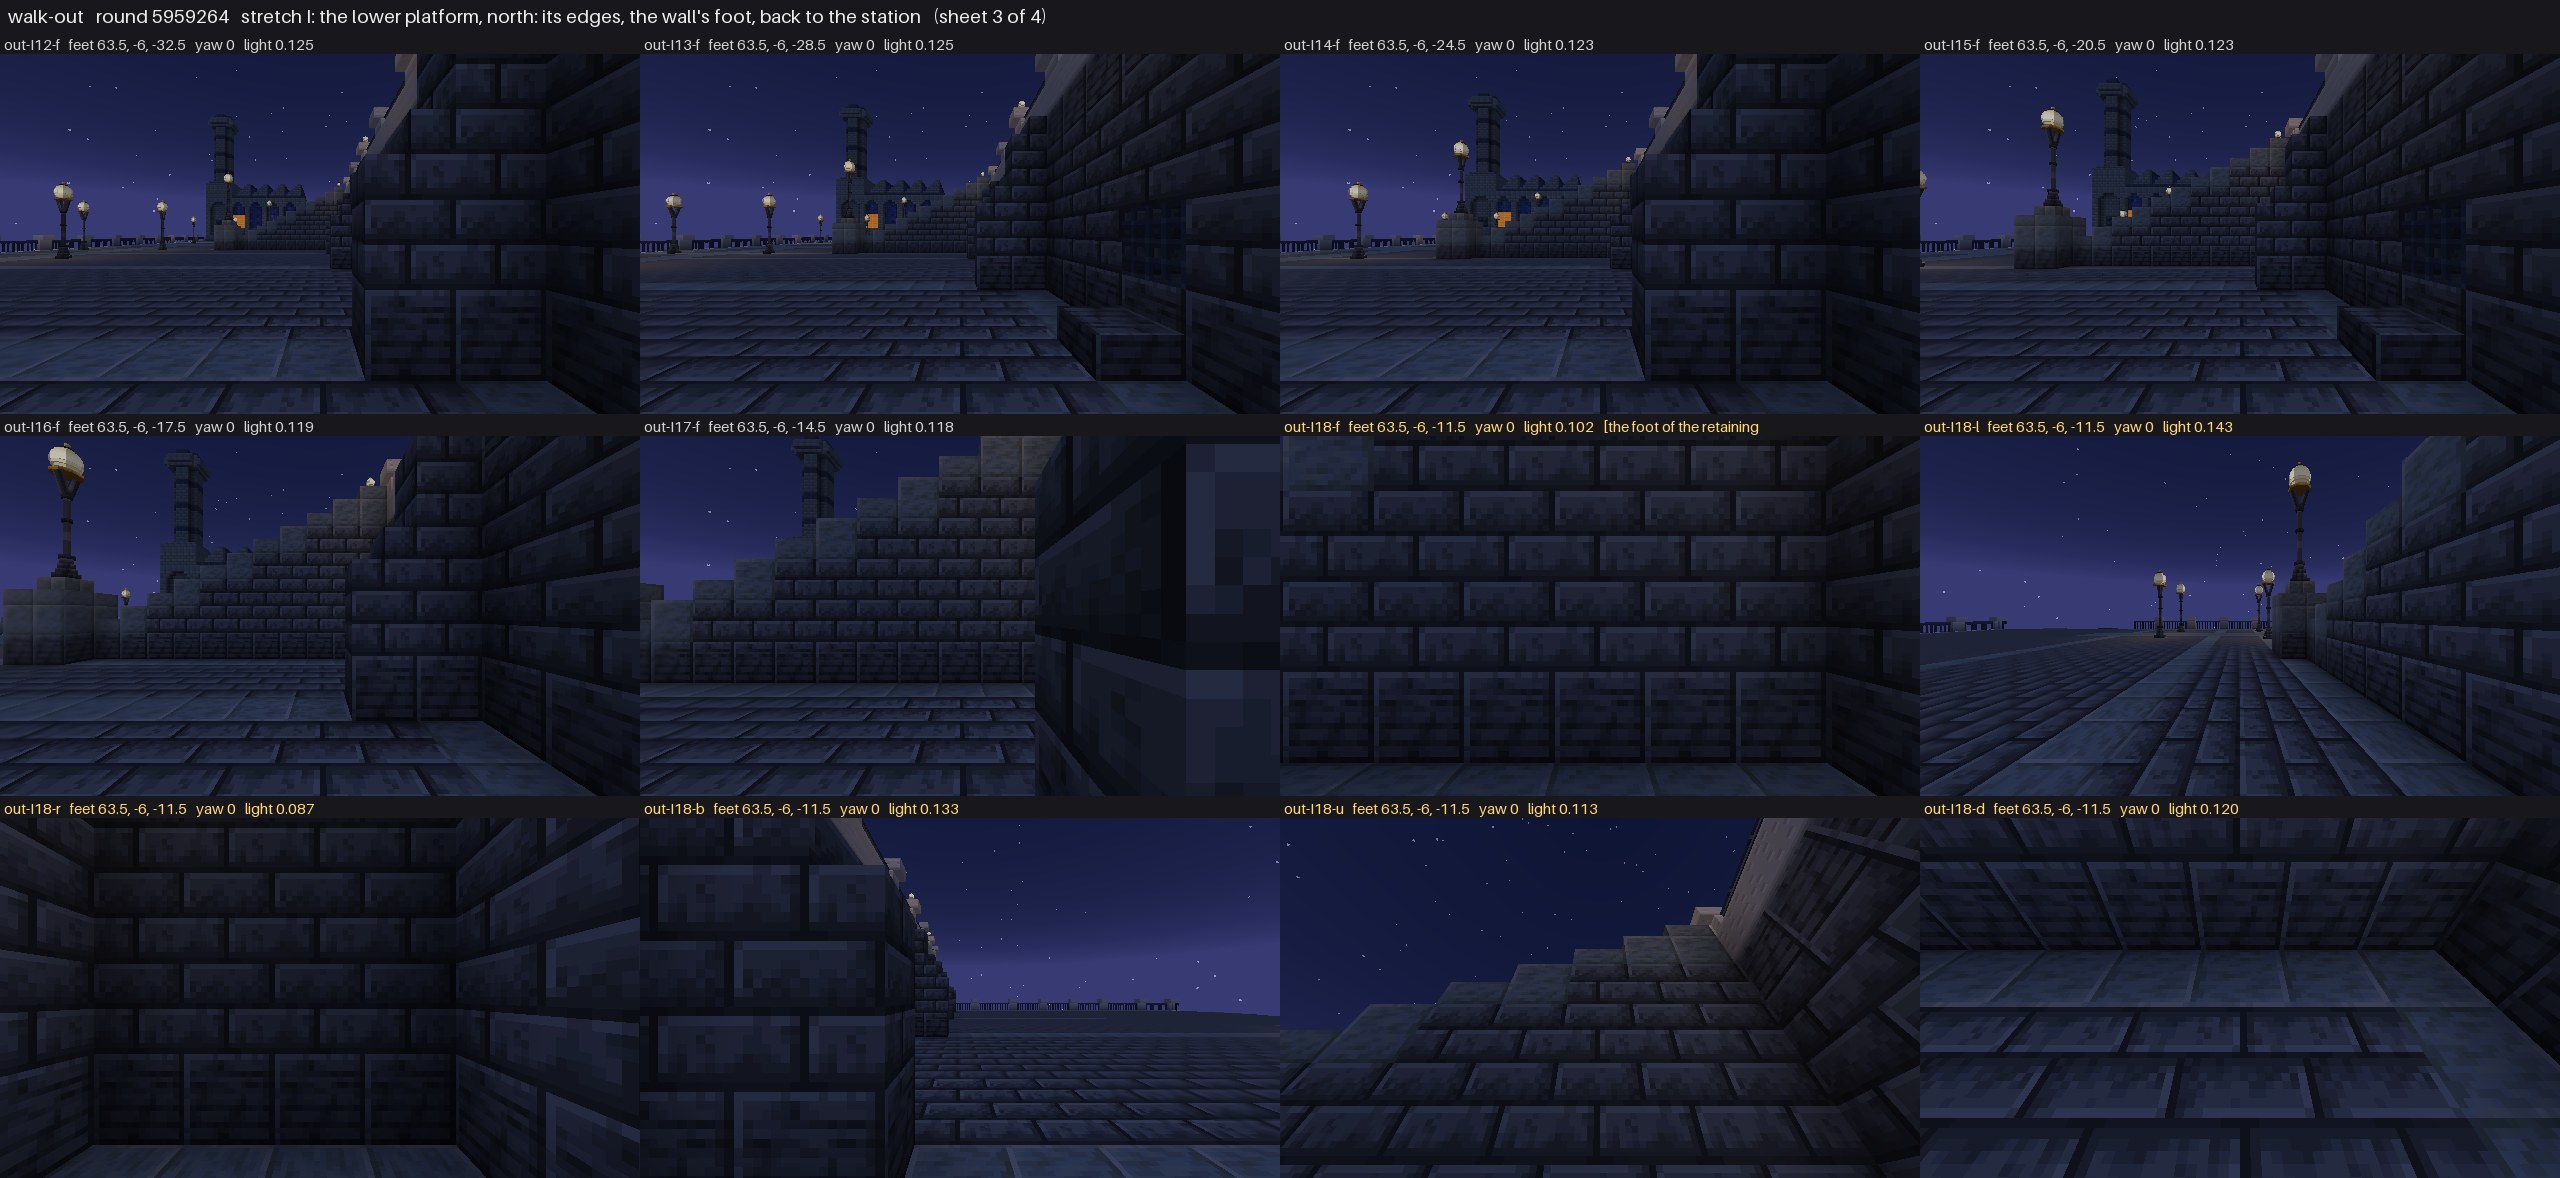 walk-out   round 5959264   stretch I: the lower platform, north: its edges, the wall's foot, back to the station   (sheet 3 of 4)
out-I12-f   feet 63.5, -6, -32.5   yaw 0   light 0.125
out-I13-f   feet 63.5, -6, -28.5   yaw 0   light 0.125
out-I14-f   feet 63.5, -6, -24.5   yaw 0   light 0.123
out-I15-f   feet 63.5, -6, -20.5   yaw 0   light 0.123
out-I16-f   feet 63.5, -6, -17.5   yaw 0   light 0.119
out-I17-f   feet 63.5, -6, -14.5   yaw 0   light 0.118
out-I18-f   feet 63.5, -6, -11.5   yaw 0   light 0.102   [the foot of the retaining
out-I18-l   feet 63.5, -6, -11.5   yaw 0   light 0.143
out-I18-r   feet 63.5, -6, -11.5   yaw 0   light 0.087
out-I18-b   feet 63.5, -6, -11.5   yaw 0   light 0.133
out-I18-u   feet 63.5, -6, -11.5   yaw 0   light 0.113
out-I18-d   feet 63.5, -6, -11.5   yaw 0   light 0.120